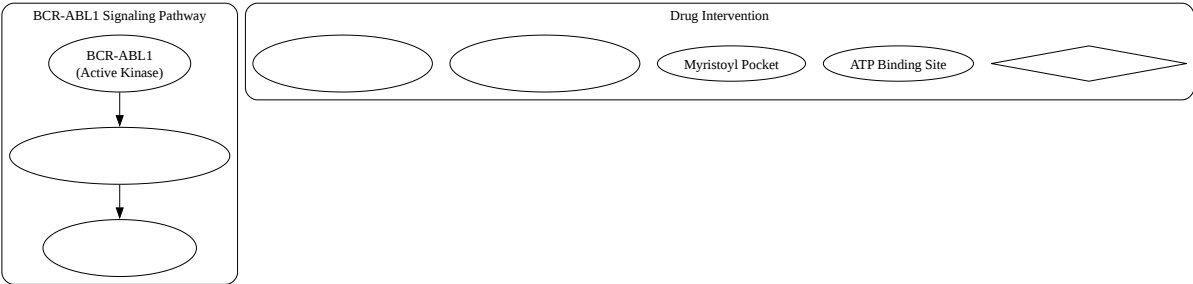 BCR-ABL1 Signaling Pathway
BCR-ABL1
(Active Kinase)
Drug Intervention
Myristoyl Pocket
ATP Binding Site